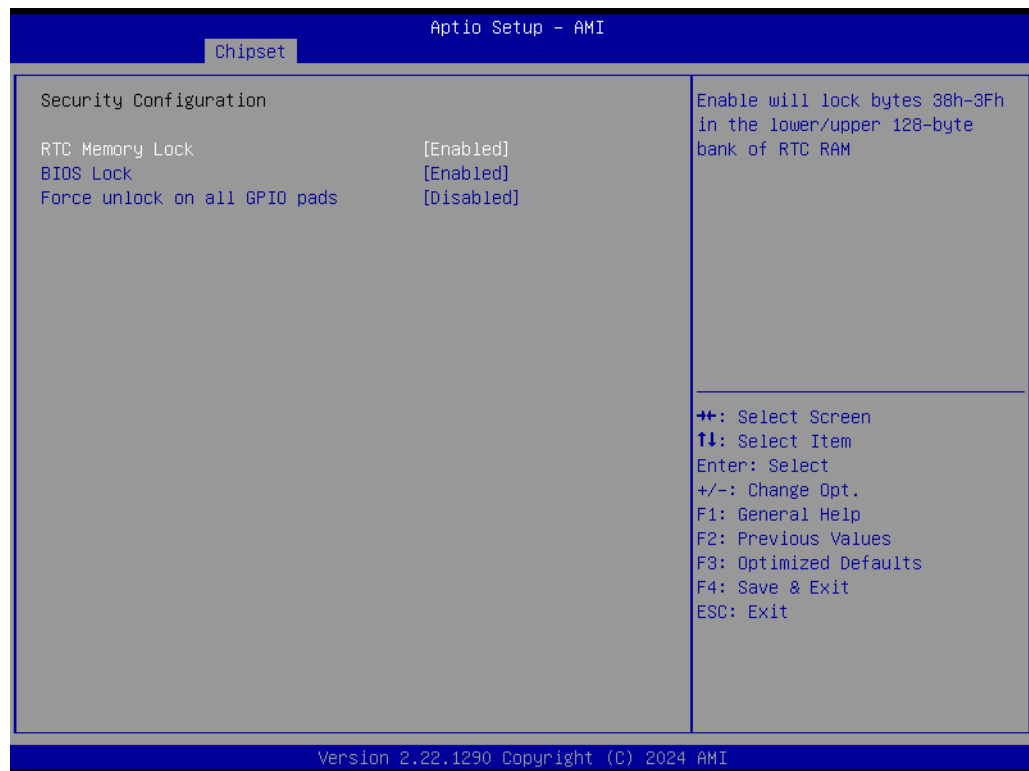 Aptio Setup – AMI
Chipset
Security Configuration
RTC Memory Lock [Enabled]
BIOS Lock [Enabled]
Force unlock on all GPIO pads [Disabled]
Enable will lock bytes 38h-3Fh
in the lower/upper 128-byte
bank of RTC RAM
→←: Select Screen
↑↓: Select Item
Enter: Select
+/-: Change Opt.
F1: General Help
F2: Previous Values
F3: Optimized Defaults
F4: Save & Exit
ESC: Exit
Version 2.22.1290 Copyright (C) 2024 AMI